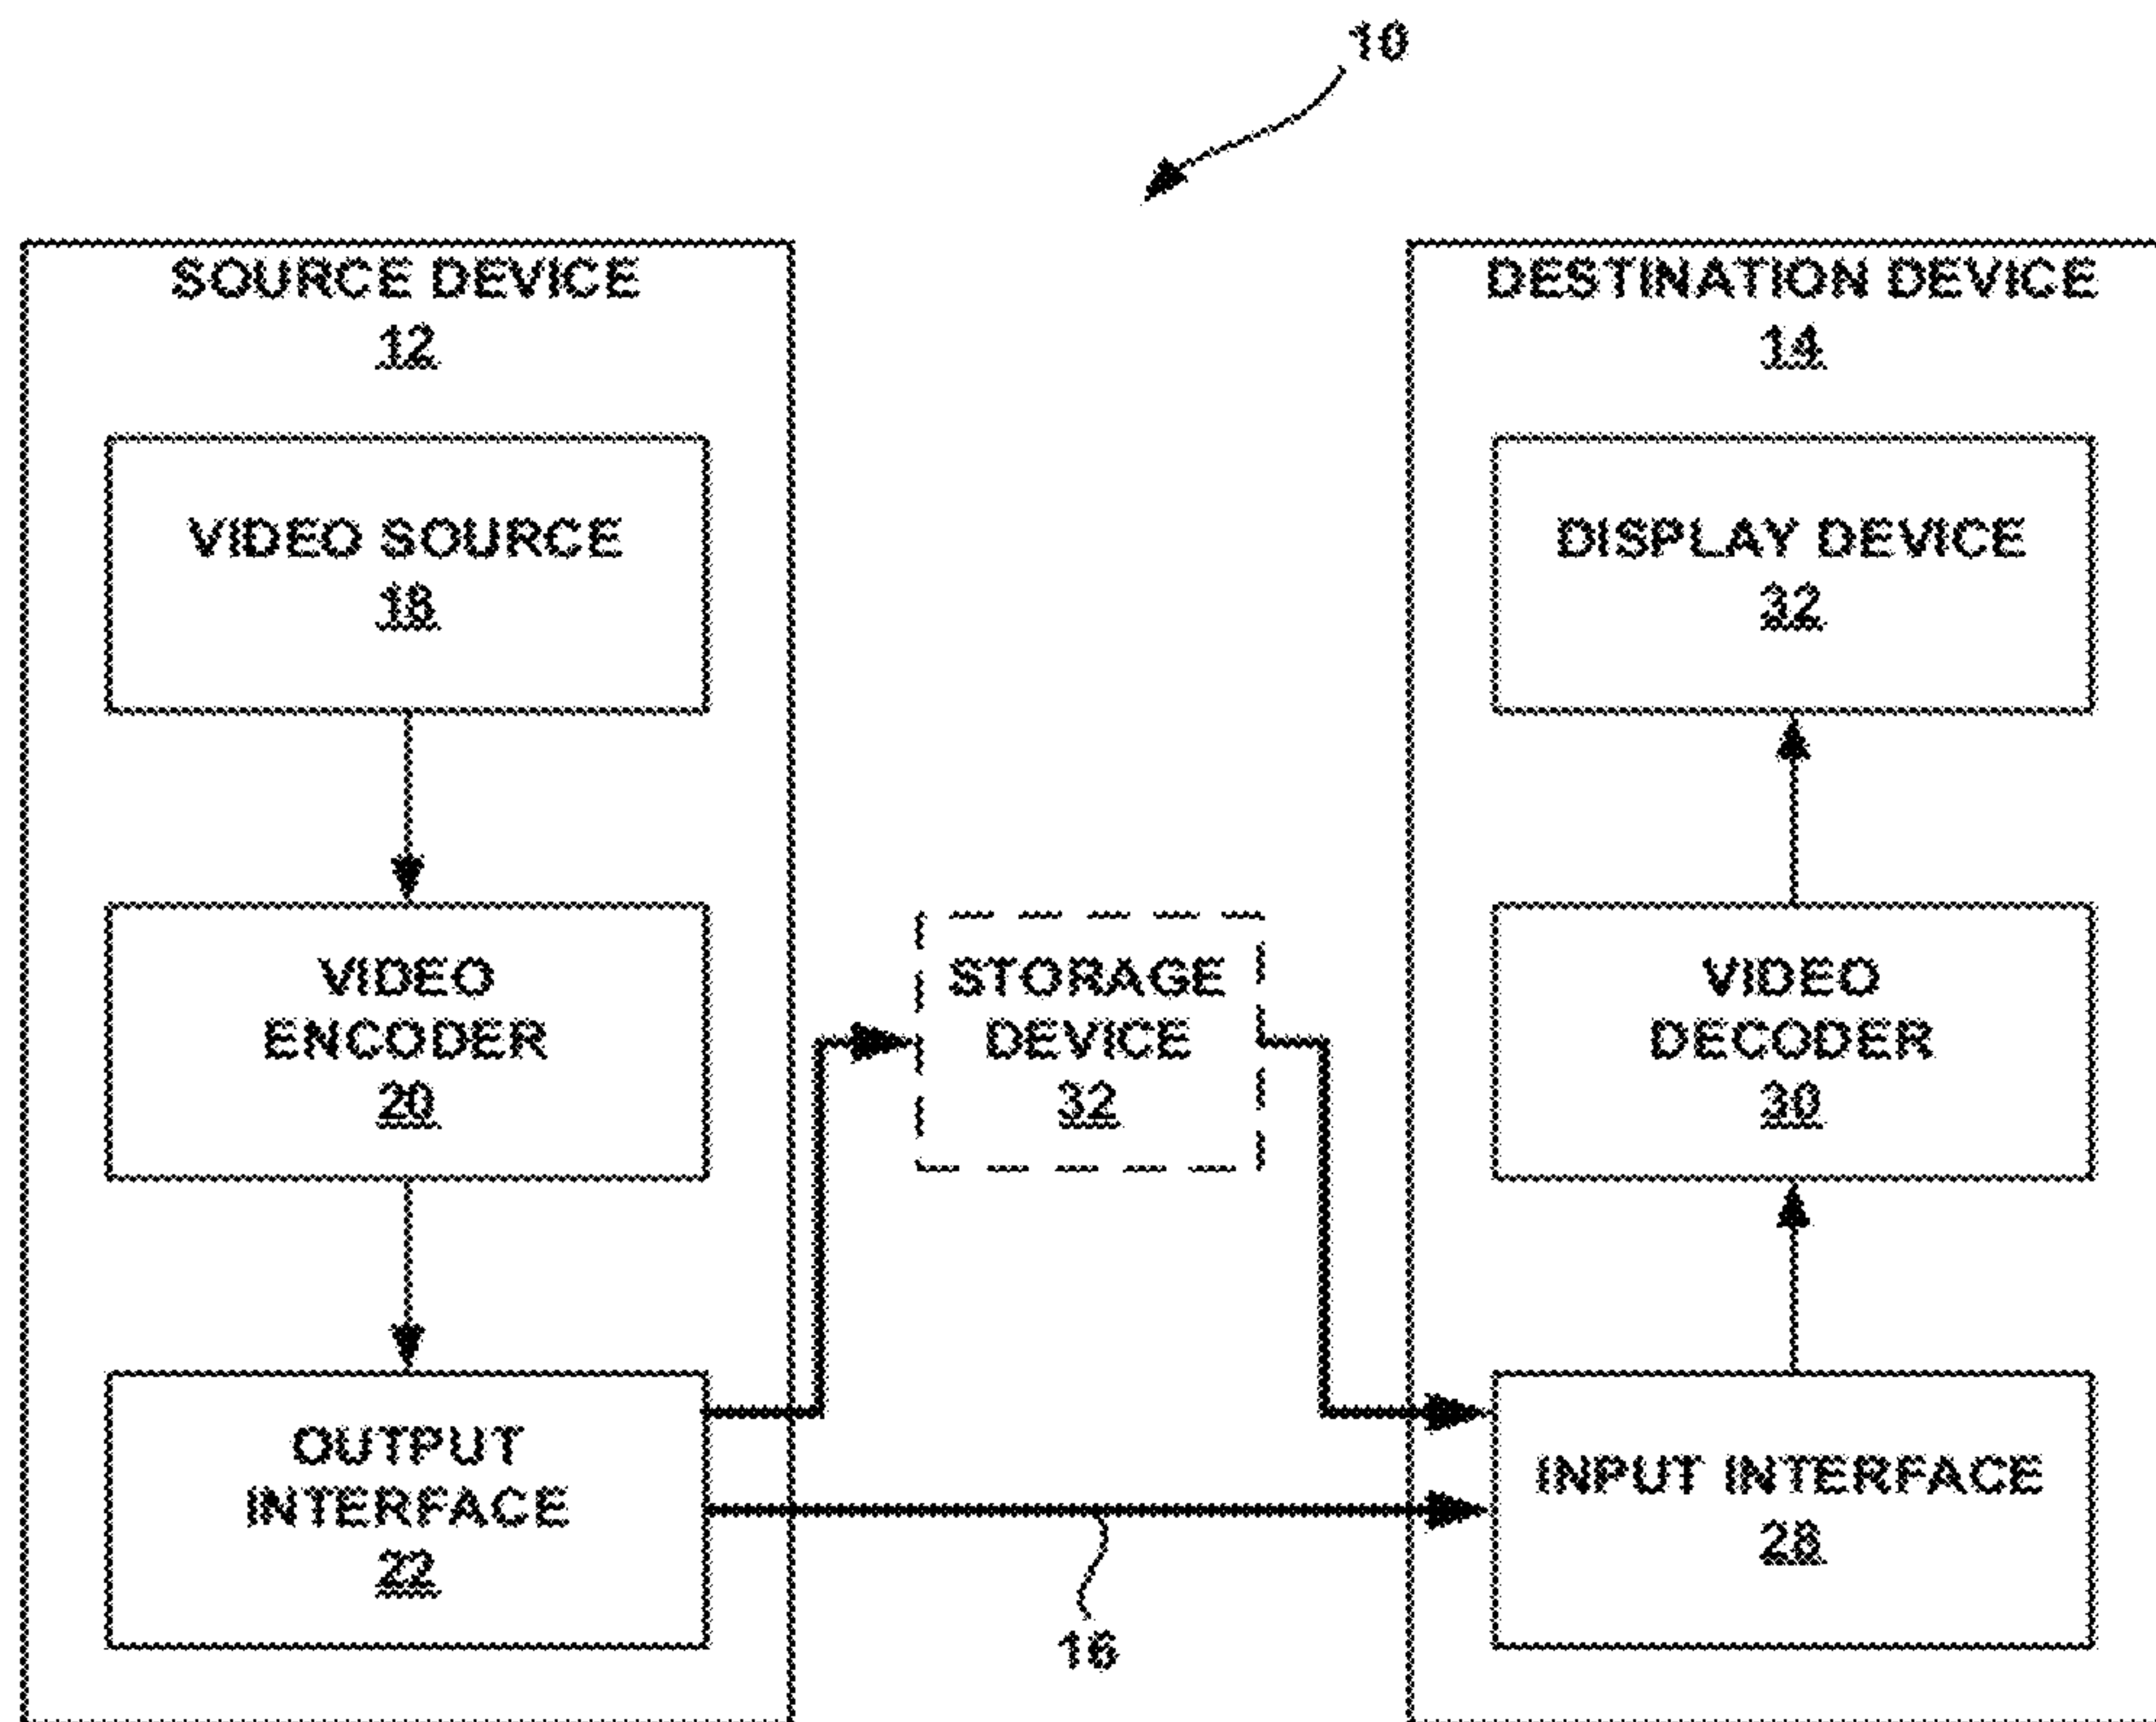 10
SOURCE DEVICE
12
VIDEO SOURCE
18
VIDEO
ENCODER
20
OUTPUT
INTERFACE
22
STORAGE
DEVICE
32
16
DESTINATION DEVICE
14
DISPLAY DEVICE
32
VIDEO
DECODER
30
INPUT INTERFACE
28